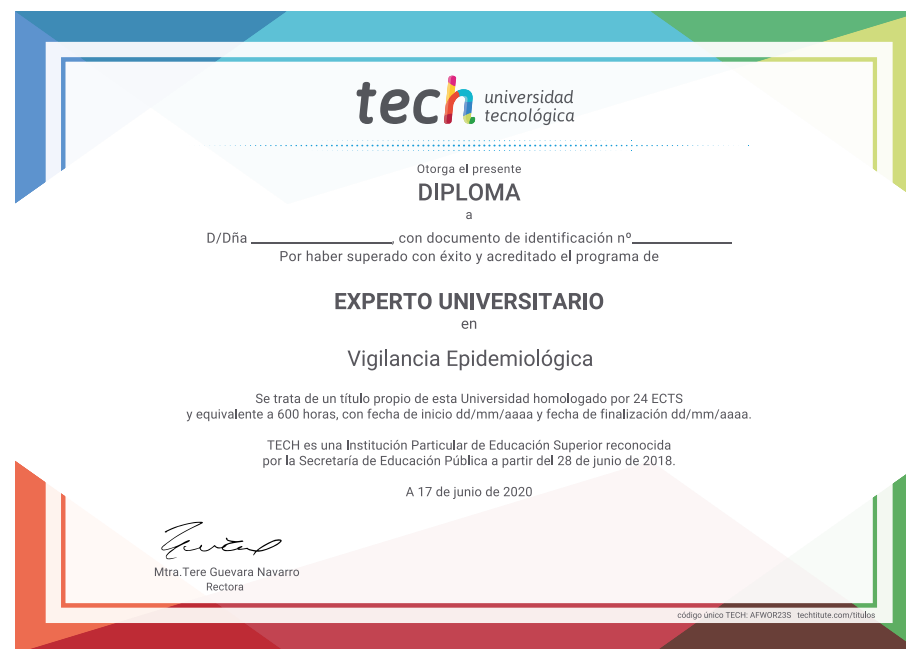 tech universidad
tecnológica
Otorga el presente
DIPLOMA
a
D/Dña ____________________, con documento de identificación nº______________
Por haber superado con éxito y acreditado el programa de
EXPERTO UNIVERSITARIO
en
Vigilancia Epidemiológica
Se trata de un título propio de esta Universidad homologado por 24 ECTS
y equivalente a 600 horas, con fecha de inicio dd/mm/aaaa y fecha de finalización dd/mm/aaaa.
TECH es una Institución Particular de Educación Superior reconocida
por la Secretaría de Educación Pública a partir del 28 de junio de 2018.
A 17 de junio de 2020
Mtra.Tere Guevara Navarro
Rectora
código único TECH: AFWOR23S techtitute.com/titulos